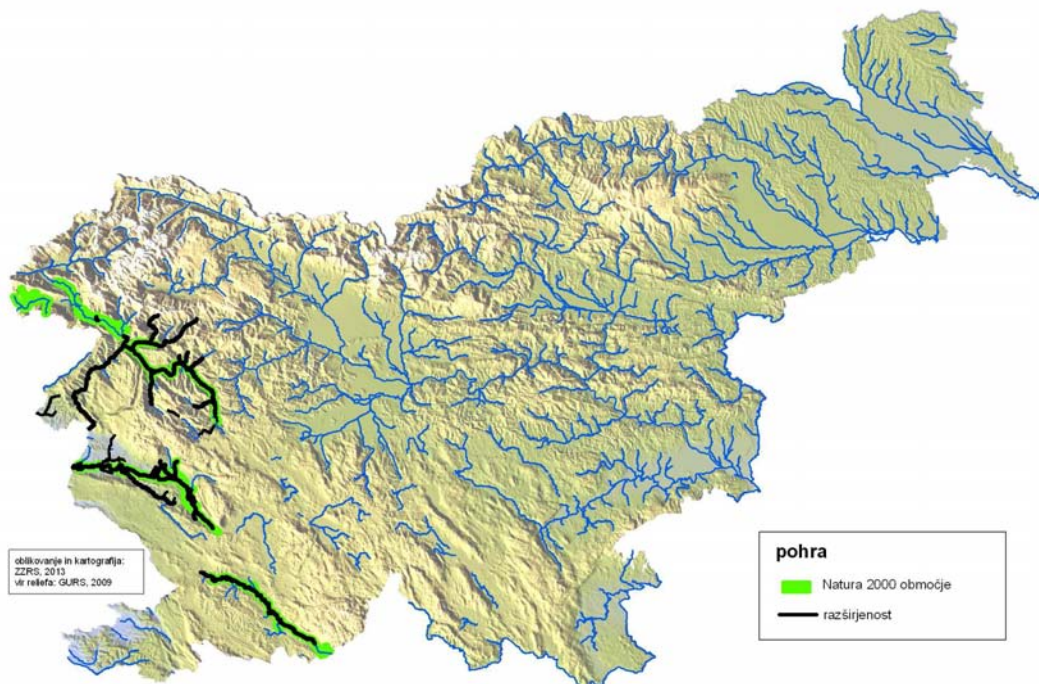 oblikovanje in kartografija:
ZZRS, 2013
vir reliefa: GURS, 2009
pohra
Natura 2000 območje
razširjenost